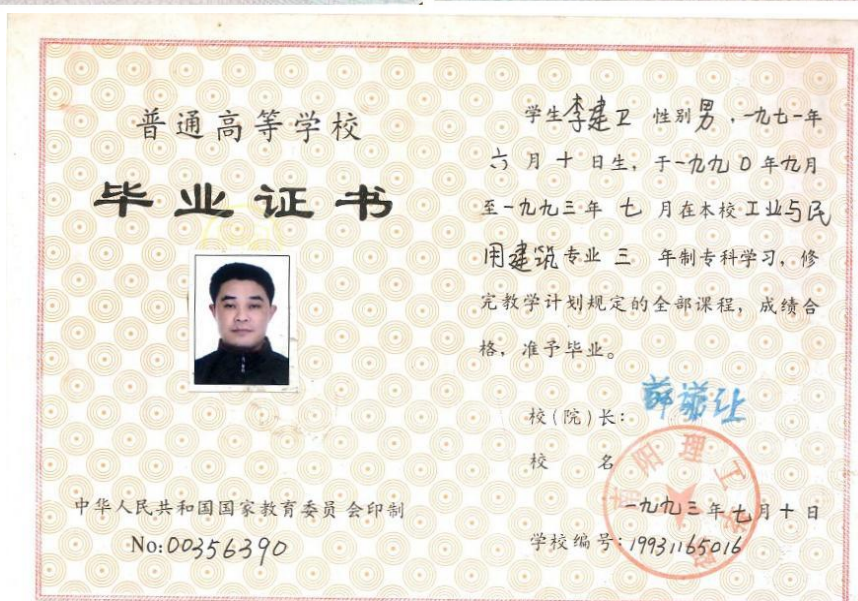 普通高等学校
毕业证书
中华人民共和国国家教育委员会印制
No:00356390
学生李建卫 性别男，一九七一年
六月十日生，于一九九0年九月
至一九九三年七月在本校工业与民
用建筑专业三年制专科学习，修
完教学计划规定的全部课程，成绩合
格，准予毕业。
校(院)长：
校 名
南阳理工学院
一九九三年七月十日
学校编号：19931165016